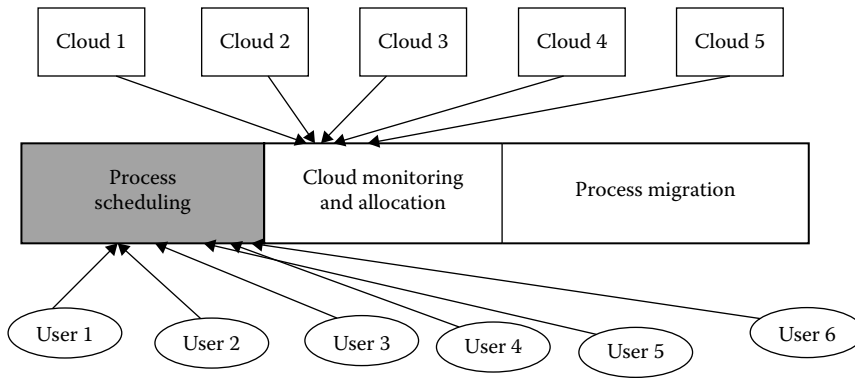 Cloud 1
Cloud 2
Cloud 3
Cloud 4
Cloud 5
Process
scheduling
Cloud monitoring
and allocation
Process migration
User 1
User 2
User 3
User 4
User 5
User 6